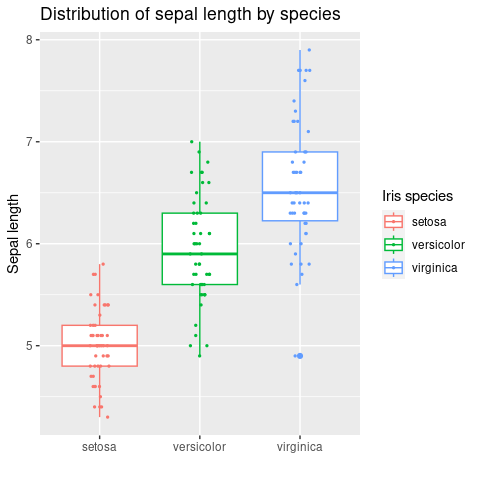 Distribution of sepal length by species
8
7
6
5
Sepal length
setosa
versicolor
virginica
Iris species
setosa
versicolor
virginica